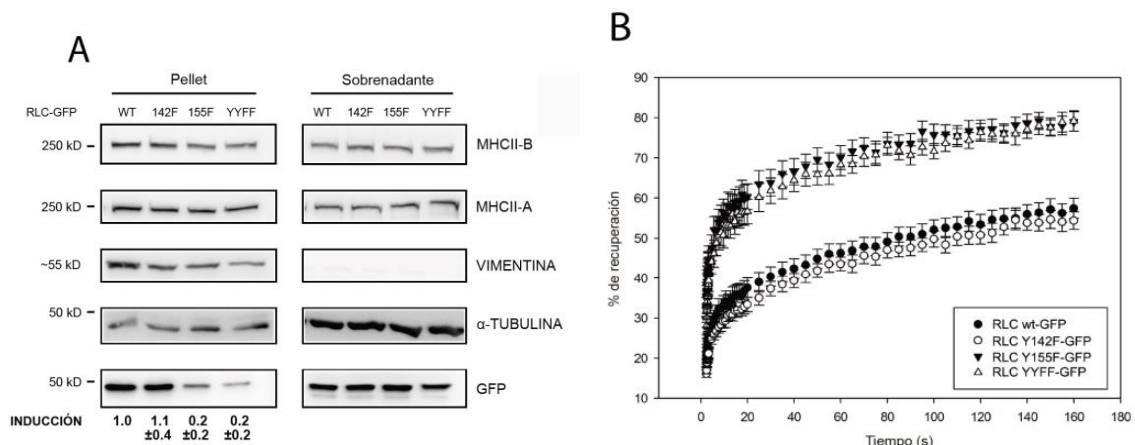 A
Pellet
Sobrenadante
RLC-GFP
WT 142F 155F YYFF
WT 142F 155F YYFF
250 kD
MHCII-B
250 kD
MHCII-A
~55 kD
VIMENTINA
50 kD
α-TUBULINA
50 kD
GFP
INDUCCIÓN 1.0 1.1 0.2 0.2
±0.4 ±0.2 ±0.2
B
90
80
70
60
50
40
30
20
10
% de recuperación
0 20 40 60 80 100 120 140 160 180
Tiempo (s)
RLC wt-GFP
RLC Y142F-GFP
RLC Y155F-GFP
RLC YYFF-GFP